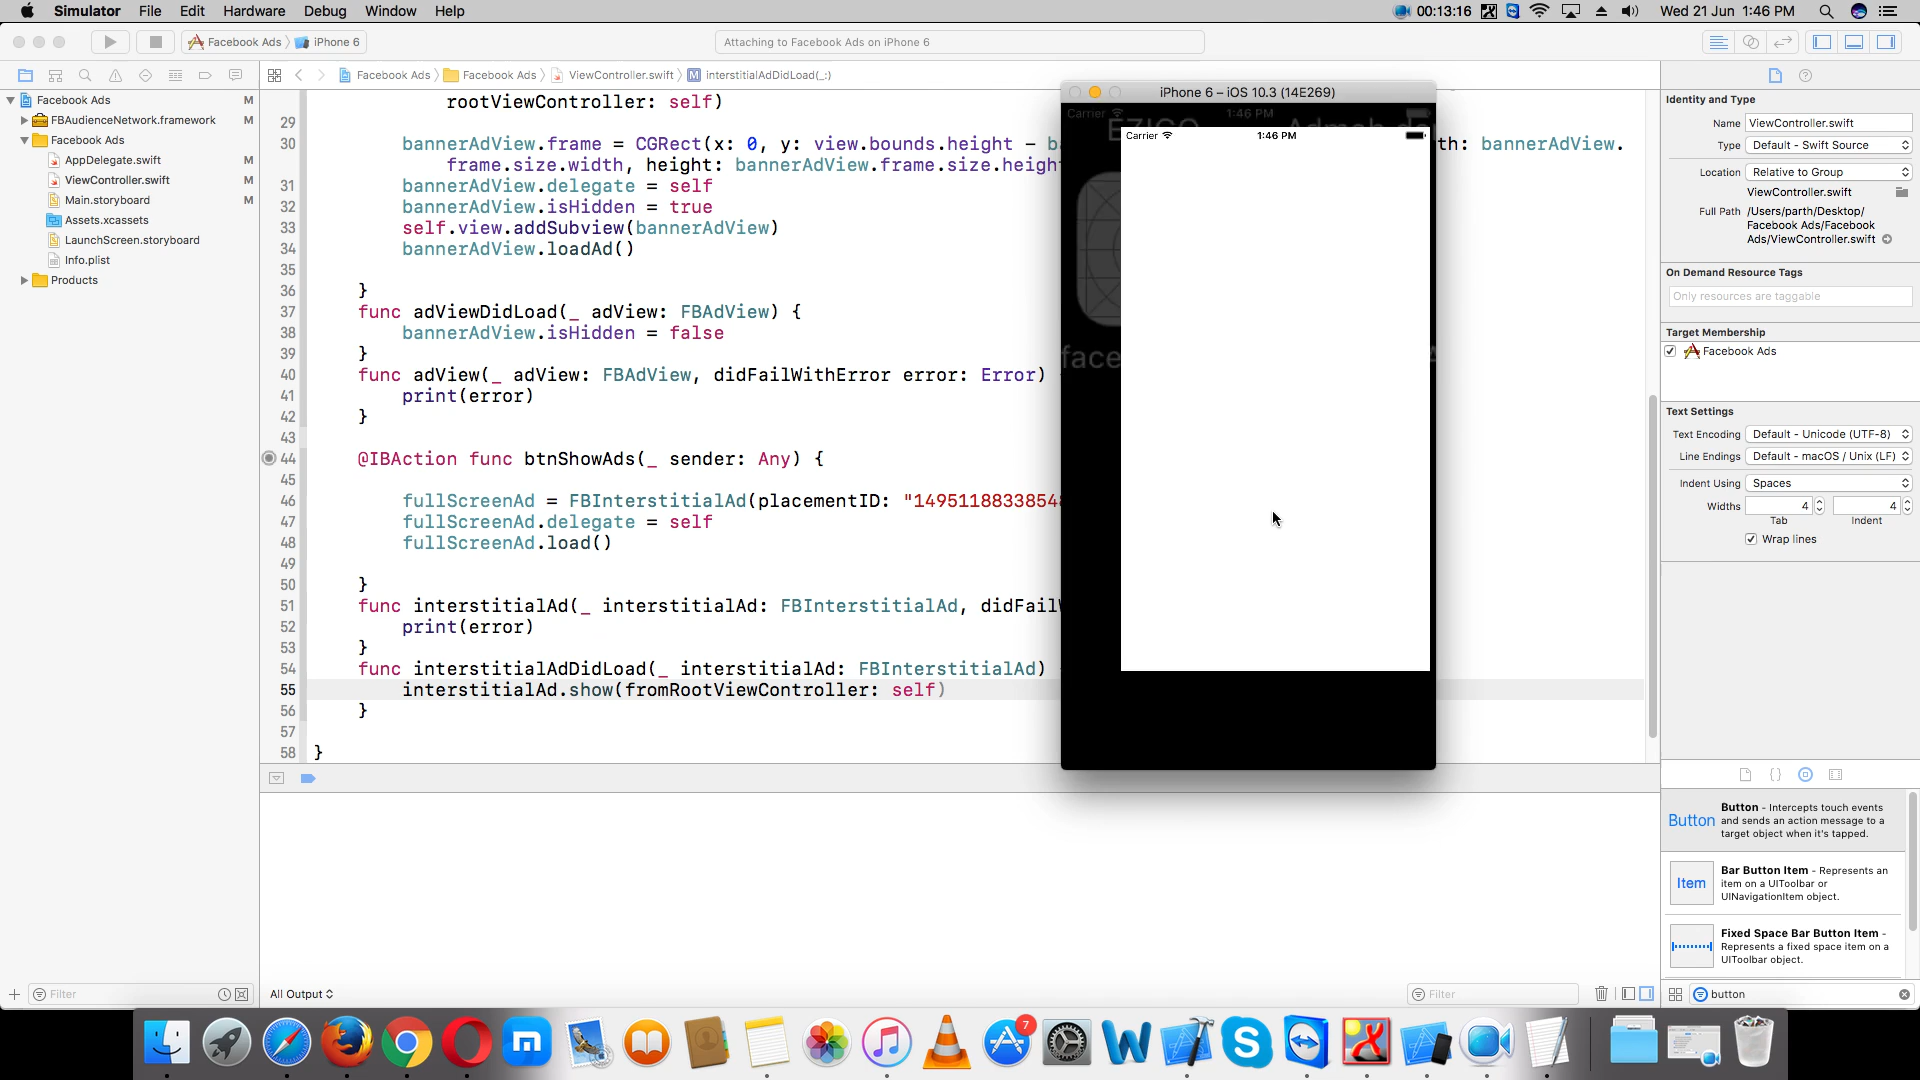 Simulator File Edit Hardware Debug Window Help
00:13:16 Wed 21 Jun 1:46 PM
Facebook Ads iPhone 6
Attaching to Facebook Ads on iPhone 6
Facebook Ads Facebook Ads ViewController.swift M interstitialAdDidLoad(_:)
Facebook Ads M
FBAudienceNetwork.framework M
Facebook Ads
AppDelegate.swift M
ViewController.swift M
Main.storyboard M
Assets.xcassets
LaunchScreen.storyboard
Info.plist
Products
Filter
rootViewController: self)
29
30 bannerAdView.frame = CGRect(x: 0, y: view.bounds.height - ba th: bannerAdView.
frame.size.width, height: bannerAdView.frame.size.heigh
31 bannerAdView.delegate = self
32 bannerAdView.isHidden = true
33 self.view.addSubview(bannerAdView)
34 bannerAdView.loadAd()
35
36 }
37 func adViewDidLoad(_ adView: FBAdView) {
38 bannerAdView.isHidden = false
39 }
40 func adView(_ adView: FBAdView, didFailWithError error: Error)
41 print(error)
42 }
43
44 @IBAction func btnShowAds(_ sender: Any) {
45
46 fullScreenAd = FBInterstitialAd(placementID: "14951188338548
47 fullScreenAd.delegate = self
48 fullScreenAd.load()
49
50 }
51 func interstitialAd(_ interstitialAd: FBInterstitialAd, didFailW
52 print(error)
53 }
54 func interstitialAdDidLoad(_ interstitialAd: FBInterstitialAd)
55 interstitialAd.show(fromRootViewController: self)
56 }
57
58 }
iPhone 6 – iOS 10.3 (14E269)
Carrier 1:46 PM
Carrier 1:46 PM
face
All Output
Filter
Identity and Type
Name ViewController.swift
Type Default - Swift Source
Location Relative to Group
ViewController.swift
Full Path /Users/parth/Desktop/
Facebook Ads/Facebook
Ads/ViewController.swift
On Demand Resource Tags
Only resources are taggable
Target Membership
Facebook Ads
Text Settings
Text Encoding Default - Unicode (UTF-8)
Line Endings Default - macOS / Unix (LF)
Indent Using Spaces
Widths 4 4
Tab Indent
Wrap lines
Button Button - Intercepts touch events
and sends an action message to a
target object when it's tapped.
Item Bar Button Item - Represents an
item on a UIToolbar or
UINavigationItem object.
Fixed Space Bar Button Item -
Represents a fixed space item on a
UIToolbar object.
button
7